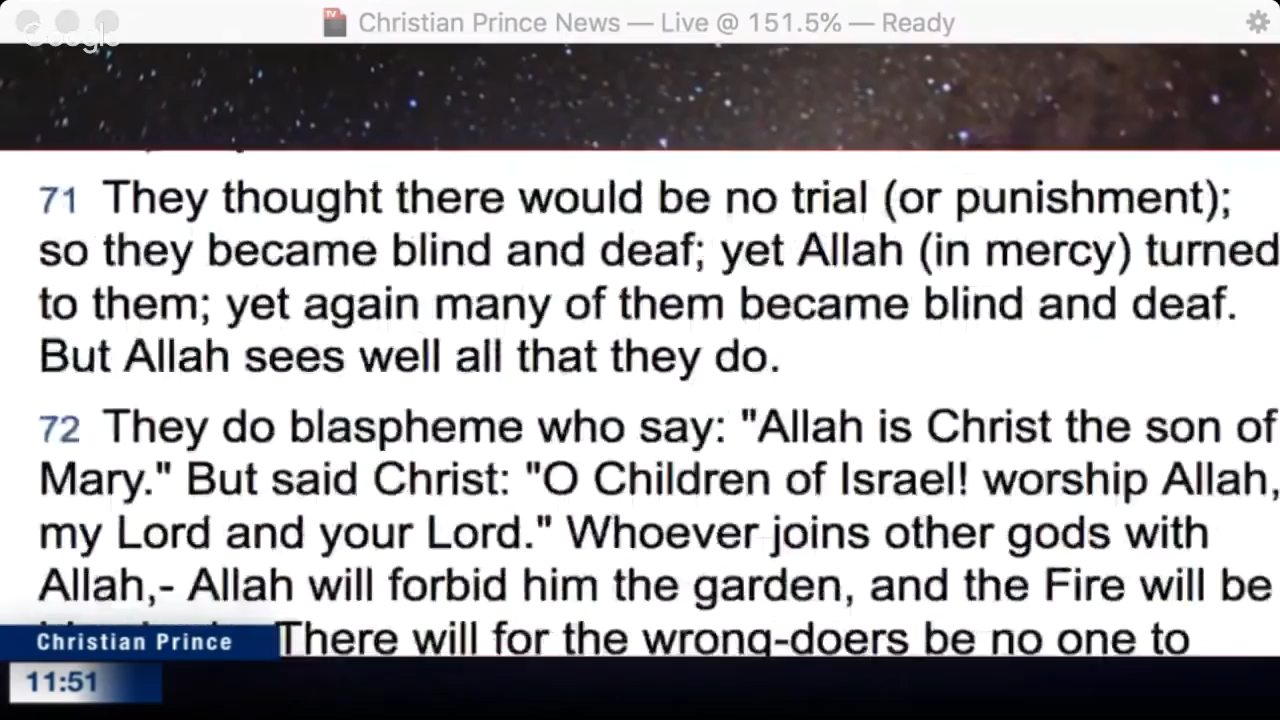 Christian Prince News — Live @ 151.5% — Ready
Google
TV
71 They thought there would be no trial (or punishment);
so they became blind and deaf; yet Allah (in mercy) turned
to them; yet again many of them became blind and deaf.
But Allah sees well all that they do.
72 They do blaspheme who say: "Allah is Christ the son of
Mary." But said Christ: "O Children of Israel! worship Allah,
my Lord and your Lord." Whoever joins other gods with
Allah,- Allah will forbid him the garden, and the Fire will be
There will for the wrong-doers be no one to
Christian Prince
11:51